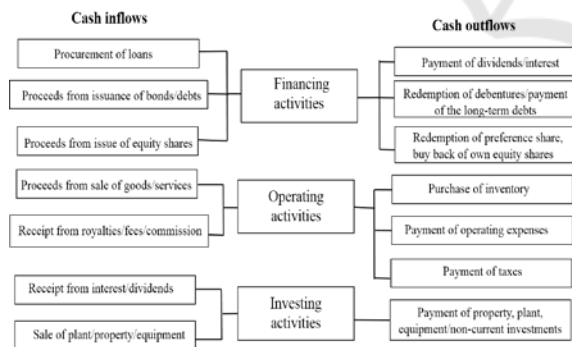 Cash inflows
Cash outflows
Procurement of loans
Proceeds from issuance of bonds/debts
Proceeds from issue of equity shares
Financing
activities
Payment of dividends/interest
Redemption of debentures/payment
of the long-term debts
Redemption of preference share,
buy back of own equity shares
Proceeds from sale of goods/services
Receipt from royalties/fees/commission
Operating
activities
Purchase of inventory
Payment of operating expenses
Payment of taxes
Receipt from interest/dividends
Sale of plant/property/equipment
Investing
activities
Payment of property, plant,
equipment/non-current investments